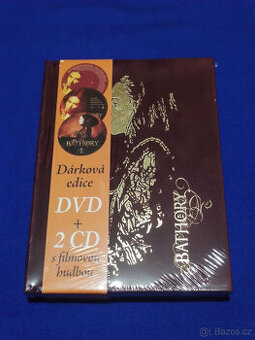 BATHORY
Dárková
edice
DVD
+
2 CD
s filmovou
hudbou
BATHORY
© Bazos.cz